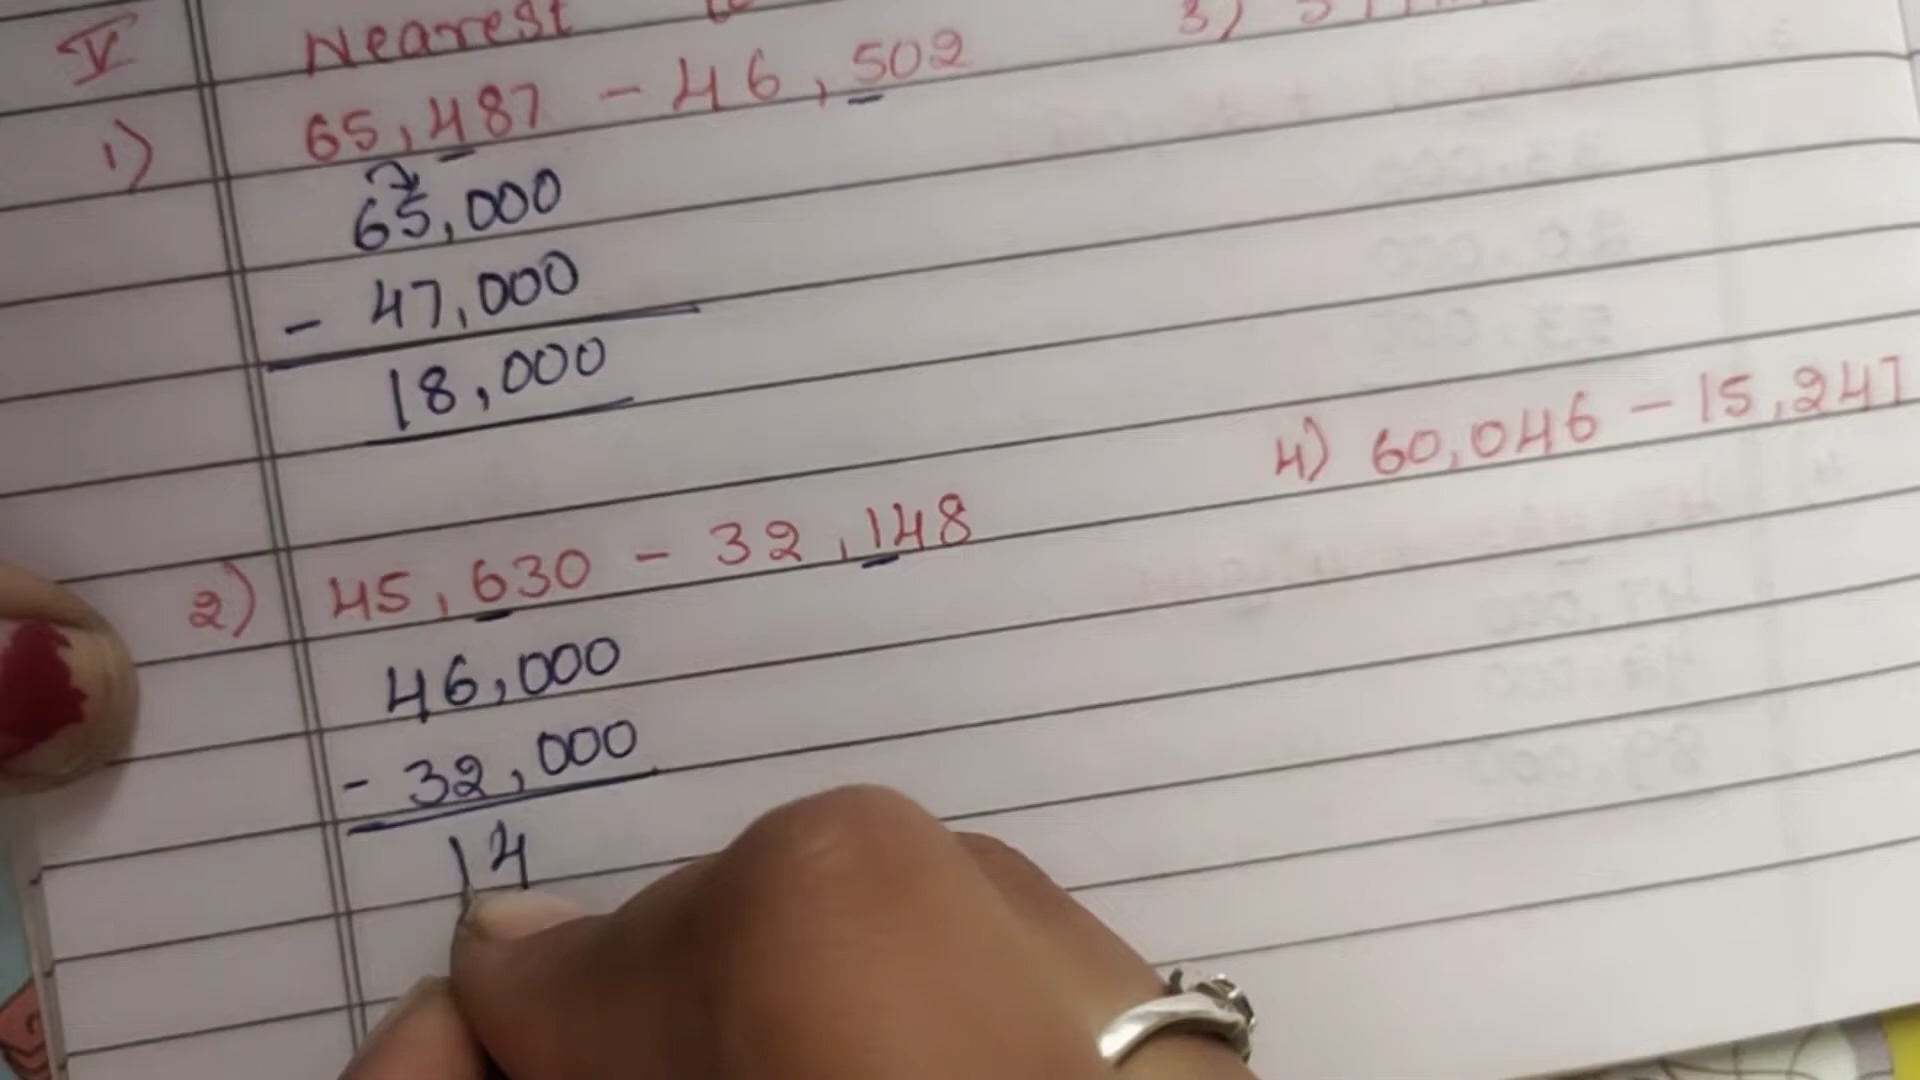 V Nearest
1) 65,487 - 46,502
65,000
- 47,000
18,000
2) 45,630 - 32,148
46,000
- 32,000
14
3)
4) 60,046 - 15,247